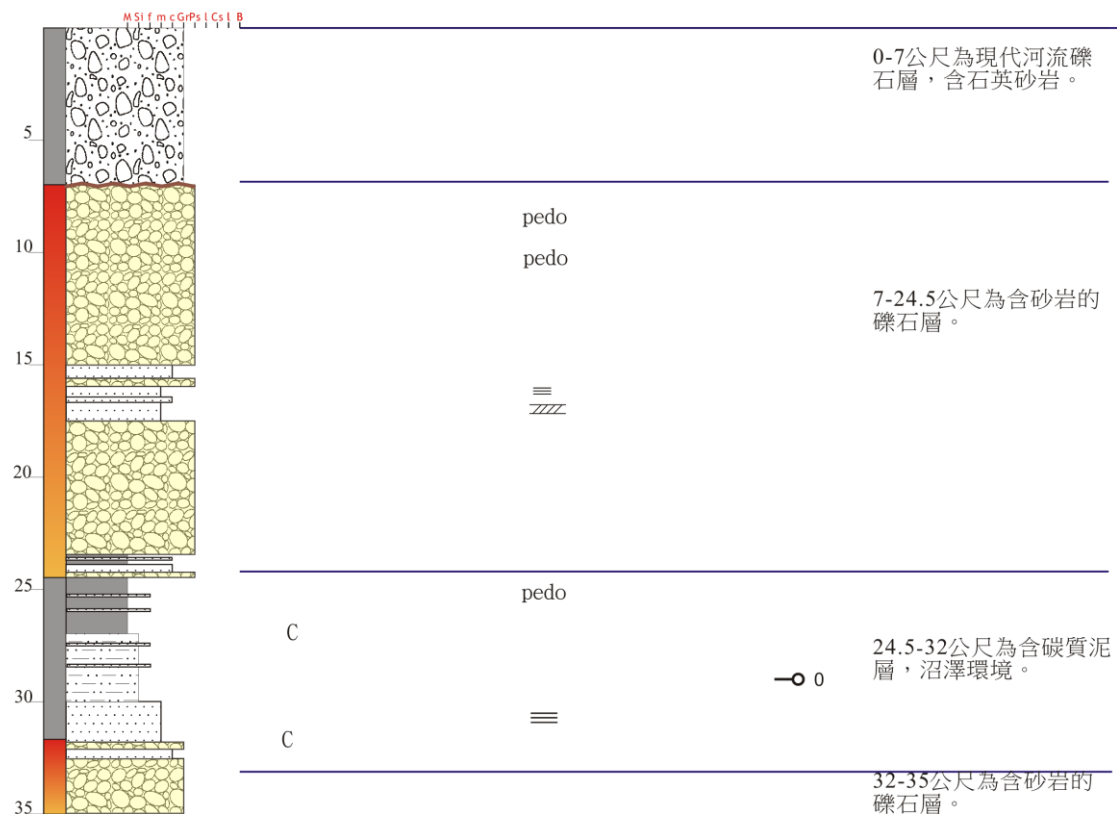 M Si f m c Gr Ps l Cs l B
0-7公尺為現代河流礫
石層，含石英砂岩。
5
pedo
10
pedo
7-24.5公尺為含砂岩的
礫石層。
15
20
25
pedo
C
24.5-32公尺為含碳質泥
層，沼澤環境。
0
30
C
32-35公尺為含砂岩的
礫石層。
35